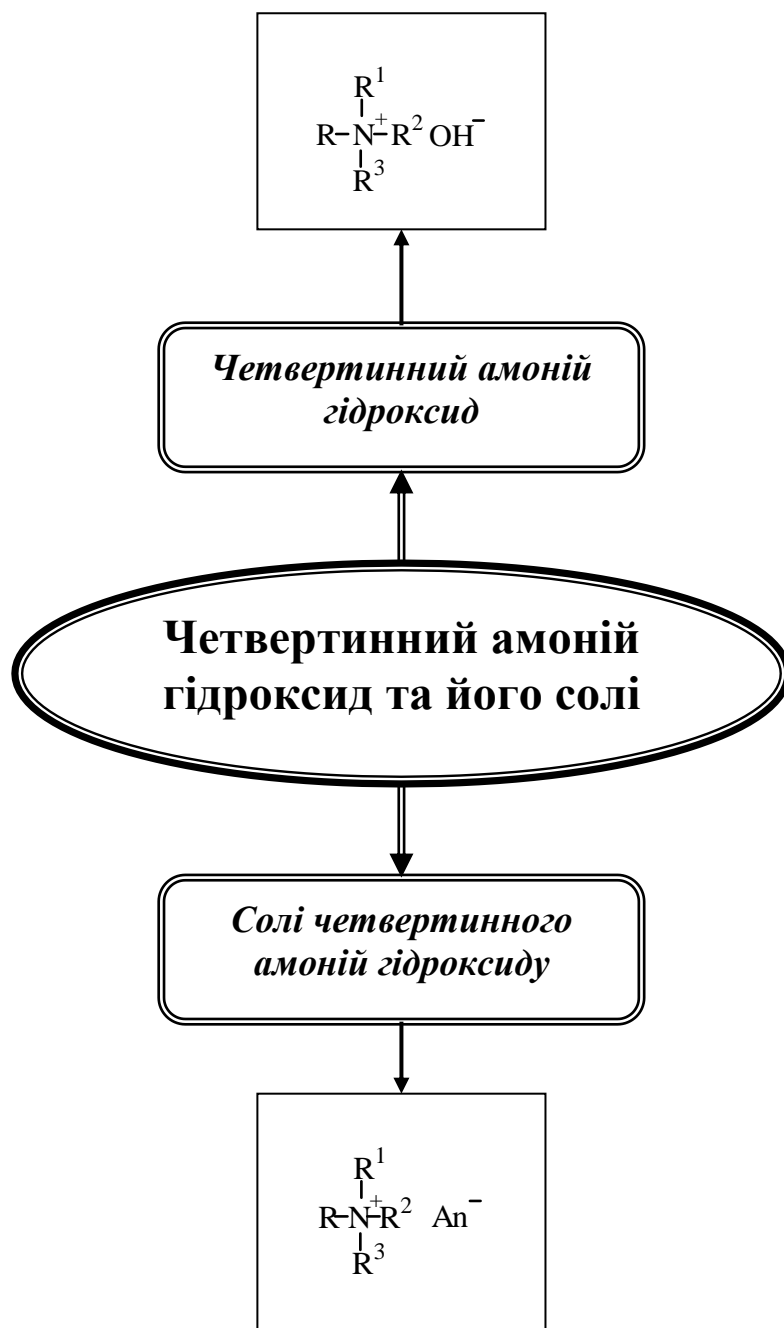 R¹
R–N⁺–R² OH⁻
R³
Четвертинний амоній
гідроксид
Четвертинний амоній
гідроксид та його солі
Солі четвертинного
амоній гідроксиду
R¹
R–N⁺–R² An⁻
R³